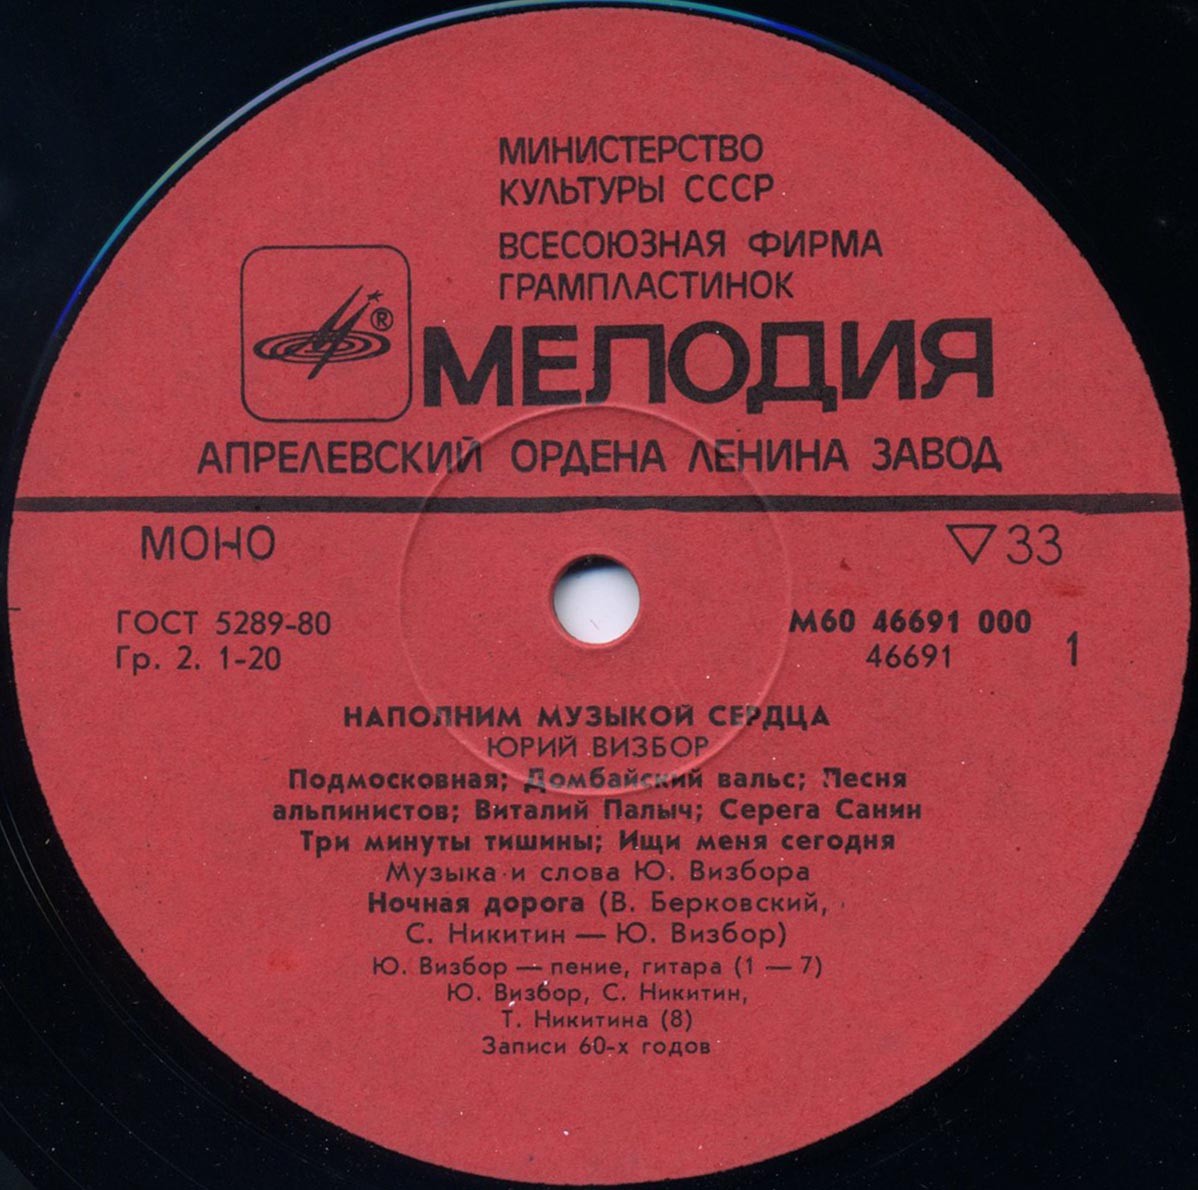 МИНИСТЕРСТВО
КУЛЬТУРЫ СССР
ВСЕСОЮЗНАЯ ФИРМА
ГРАМПЛАСТИНОК
®
МЕЛОДИЯ
АПРЕЛЕВСКИЙ ОРДЕНА ЛЕНИНА ЗАВОД
МОНО
▽33
ГОСТ 5289-80
Гр. 2. 1-20
М60 46691 000
46691
1
НАПОЛНИМ МУЗЫКОЙ СЕРДЦА
ЮРИЙ ВИЗБОР
Подмосковная; Домбайский вальс; Песня
альпинистов; Виталий Палыч; Серега Санин
Три минуты тишины; Ищи меня сегодня
Музыка и слова Ю. Визбора
Ночная дорога (В. Берковский,
С. Никитин — Ю. Визбор)
Ю. Визбор — пение, гитара (1 — 7)
Ю. Визбор, С. Никитин,
Т. Никитина (8)
Записи 60-х годов